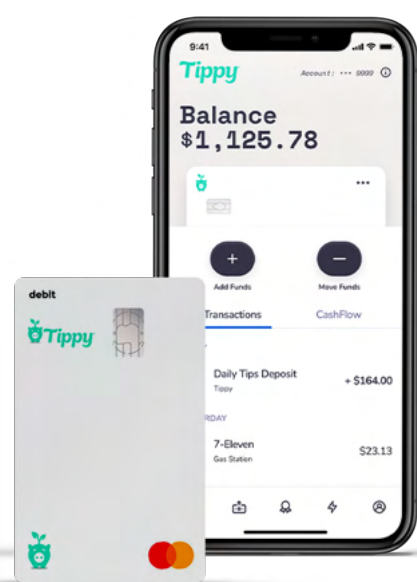 9:41
Tippy
Account: ••• 9999
Balance
$1,125.78
•••
Add Funds
Move Funds
Transactions
CashFlow
Daily Tips Deposit
Tippy
+ $164.00
RDAY
7-Eleven
Gas Station
$23.13
debit
Tippy